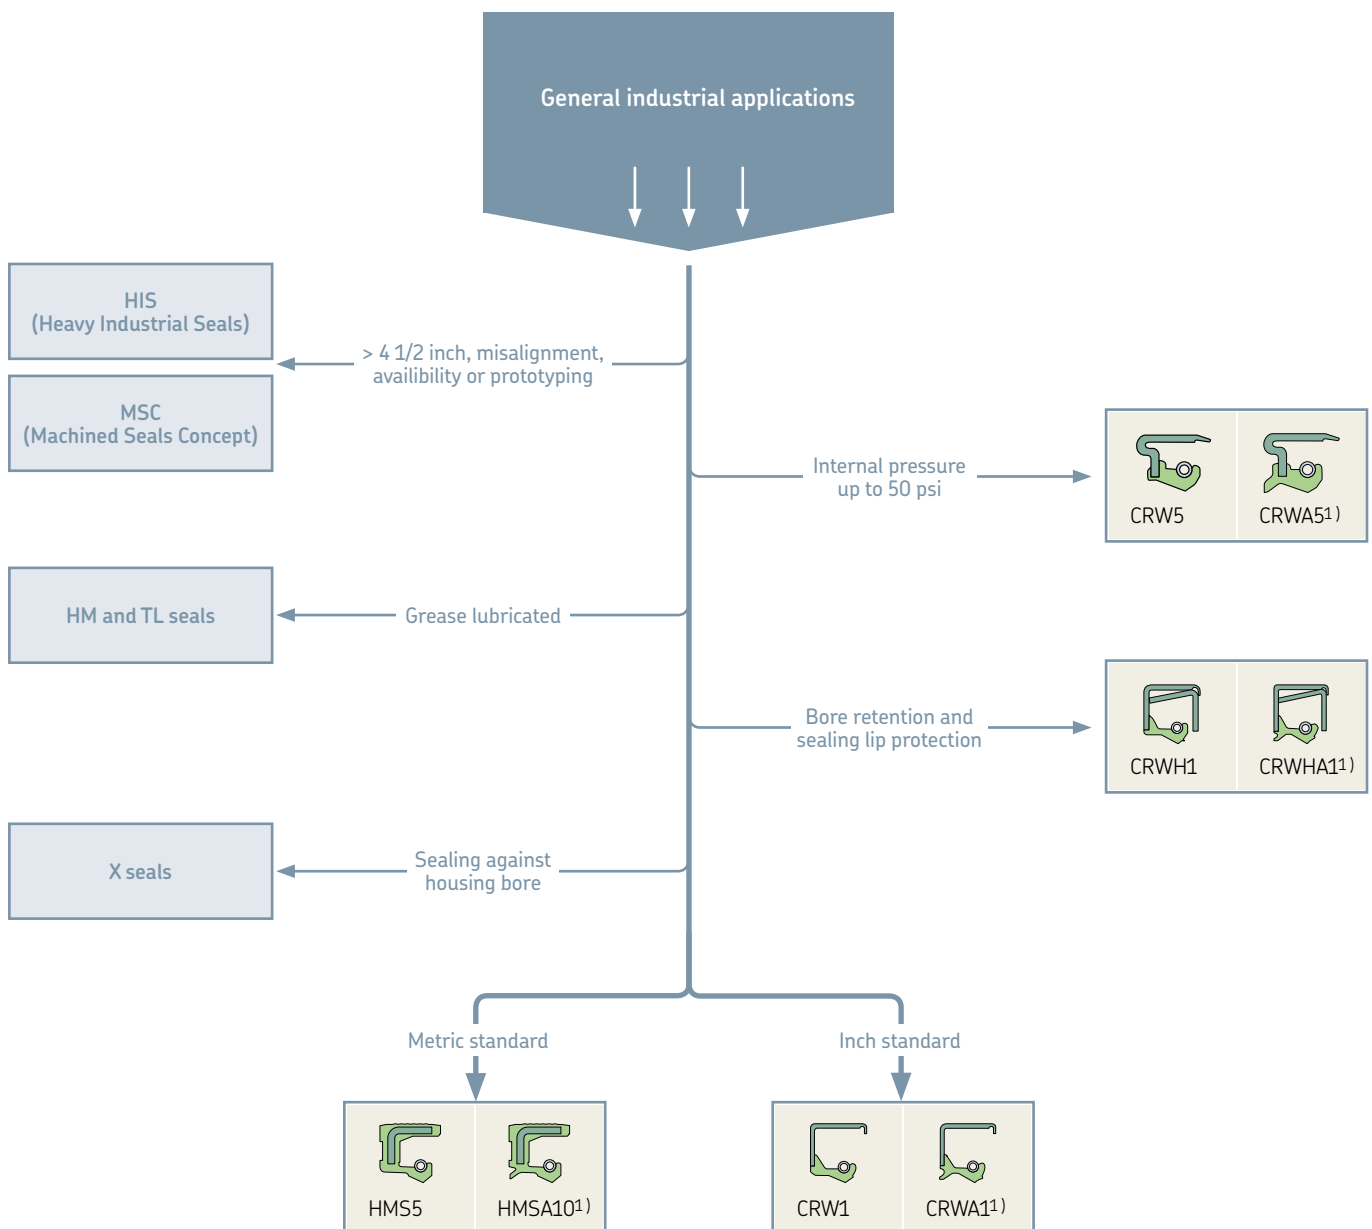 General industrial applications
HIS
(Heavy Industrial Seals)
> 4 1/2 inch, misalignment,
availibility or prototyping
MSC
(Machined Seals Concept)
Internal pressure
up to 50 psi
CRW5
CRWA5¹⁾
HM and TL seals
Grease lubricated
Bore retention and
sealing lip protection
CRWH1
CRWHA1¹⁾
X seals
Sealing against
housing bore
Metric standard
Inch standard
HMS5
HMSA10¹⁾
CRW1
CRWA1¹⁾